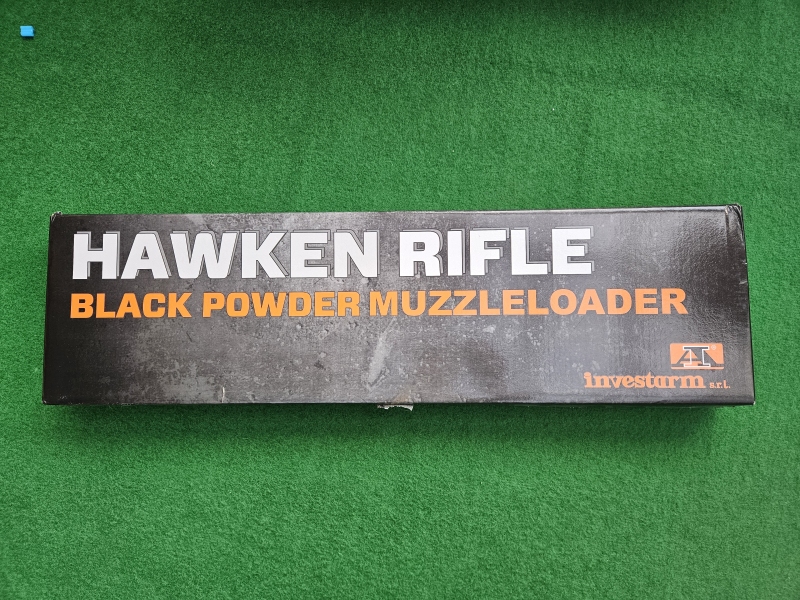 HAWKEN RIFLE
BLACK POWDER MUZZLELOADER
investarm s.r.l.